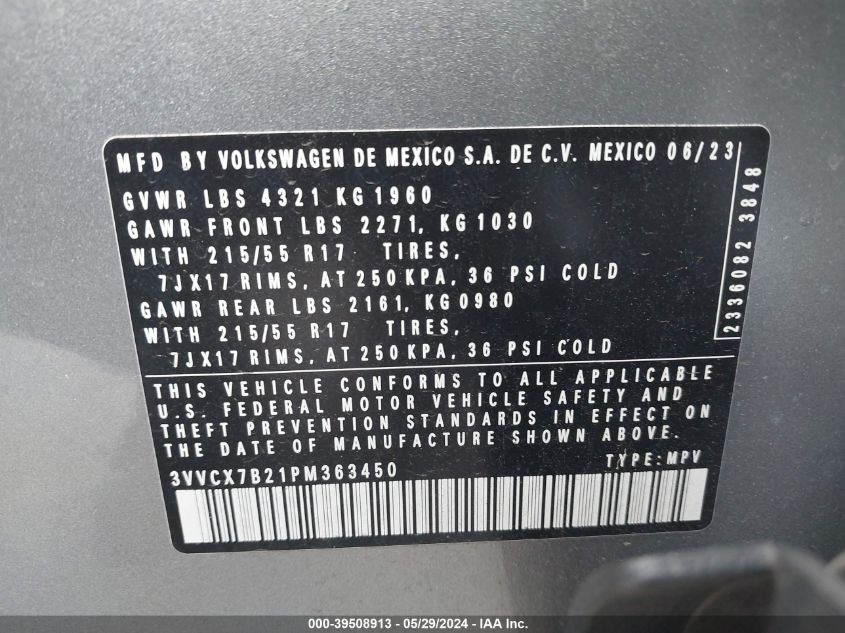 MFD BY VOLKSWAGEN DE MEXICO S.A. DE C.V. MEXICO 06/23
GVWR LBS 4321 KG 1960
GAWR FRONT LBS 2271, KG 1030
WITH 215/55 R17 TIRES,
7JX17 RIMS, AT 250 KPA, 36 PSI COLD
GAWR REAR LBS 2161, KG 0980
WITH 215/55 R17 TIRES,
7JX17 RIMS, AT 250 KPA, 36 PSI COLD
2336082 3848
THIS VEHICLE CONFORMS TO ALL APPLICABLE
U.S. FEDERAL MOTOR VEHICLE SAFETY AND
THEFT PREVENTION STANDARDS IN EFFECT ON
THE DATE OF MANUFACTURE SHOWN ABOVE.
3VVCX7B21PM363450 TYPE: MPV
000-39508913 - 05/29/2024 - IAA Inc.